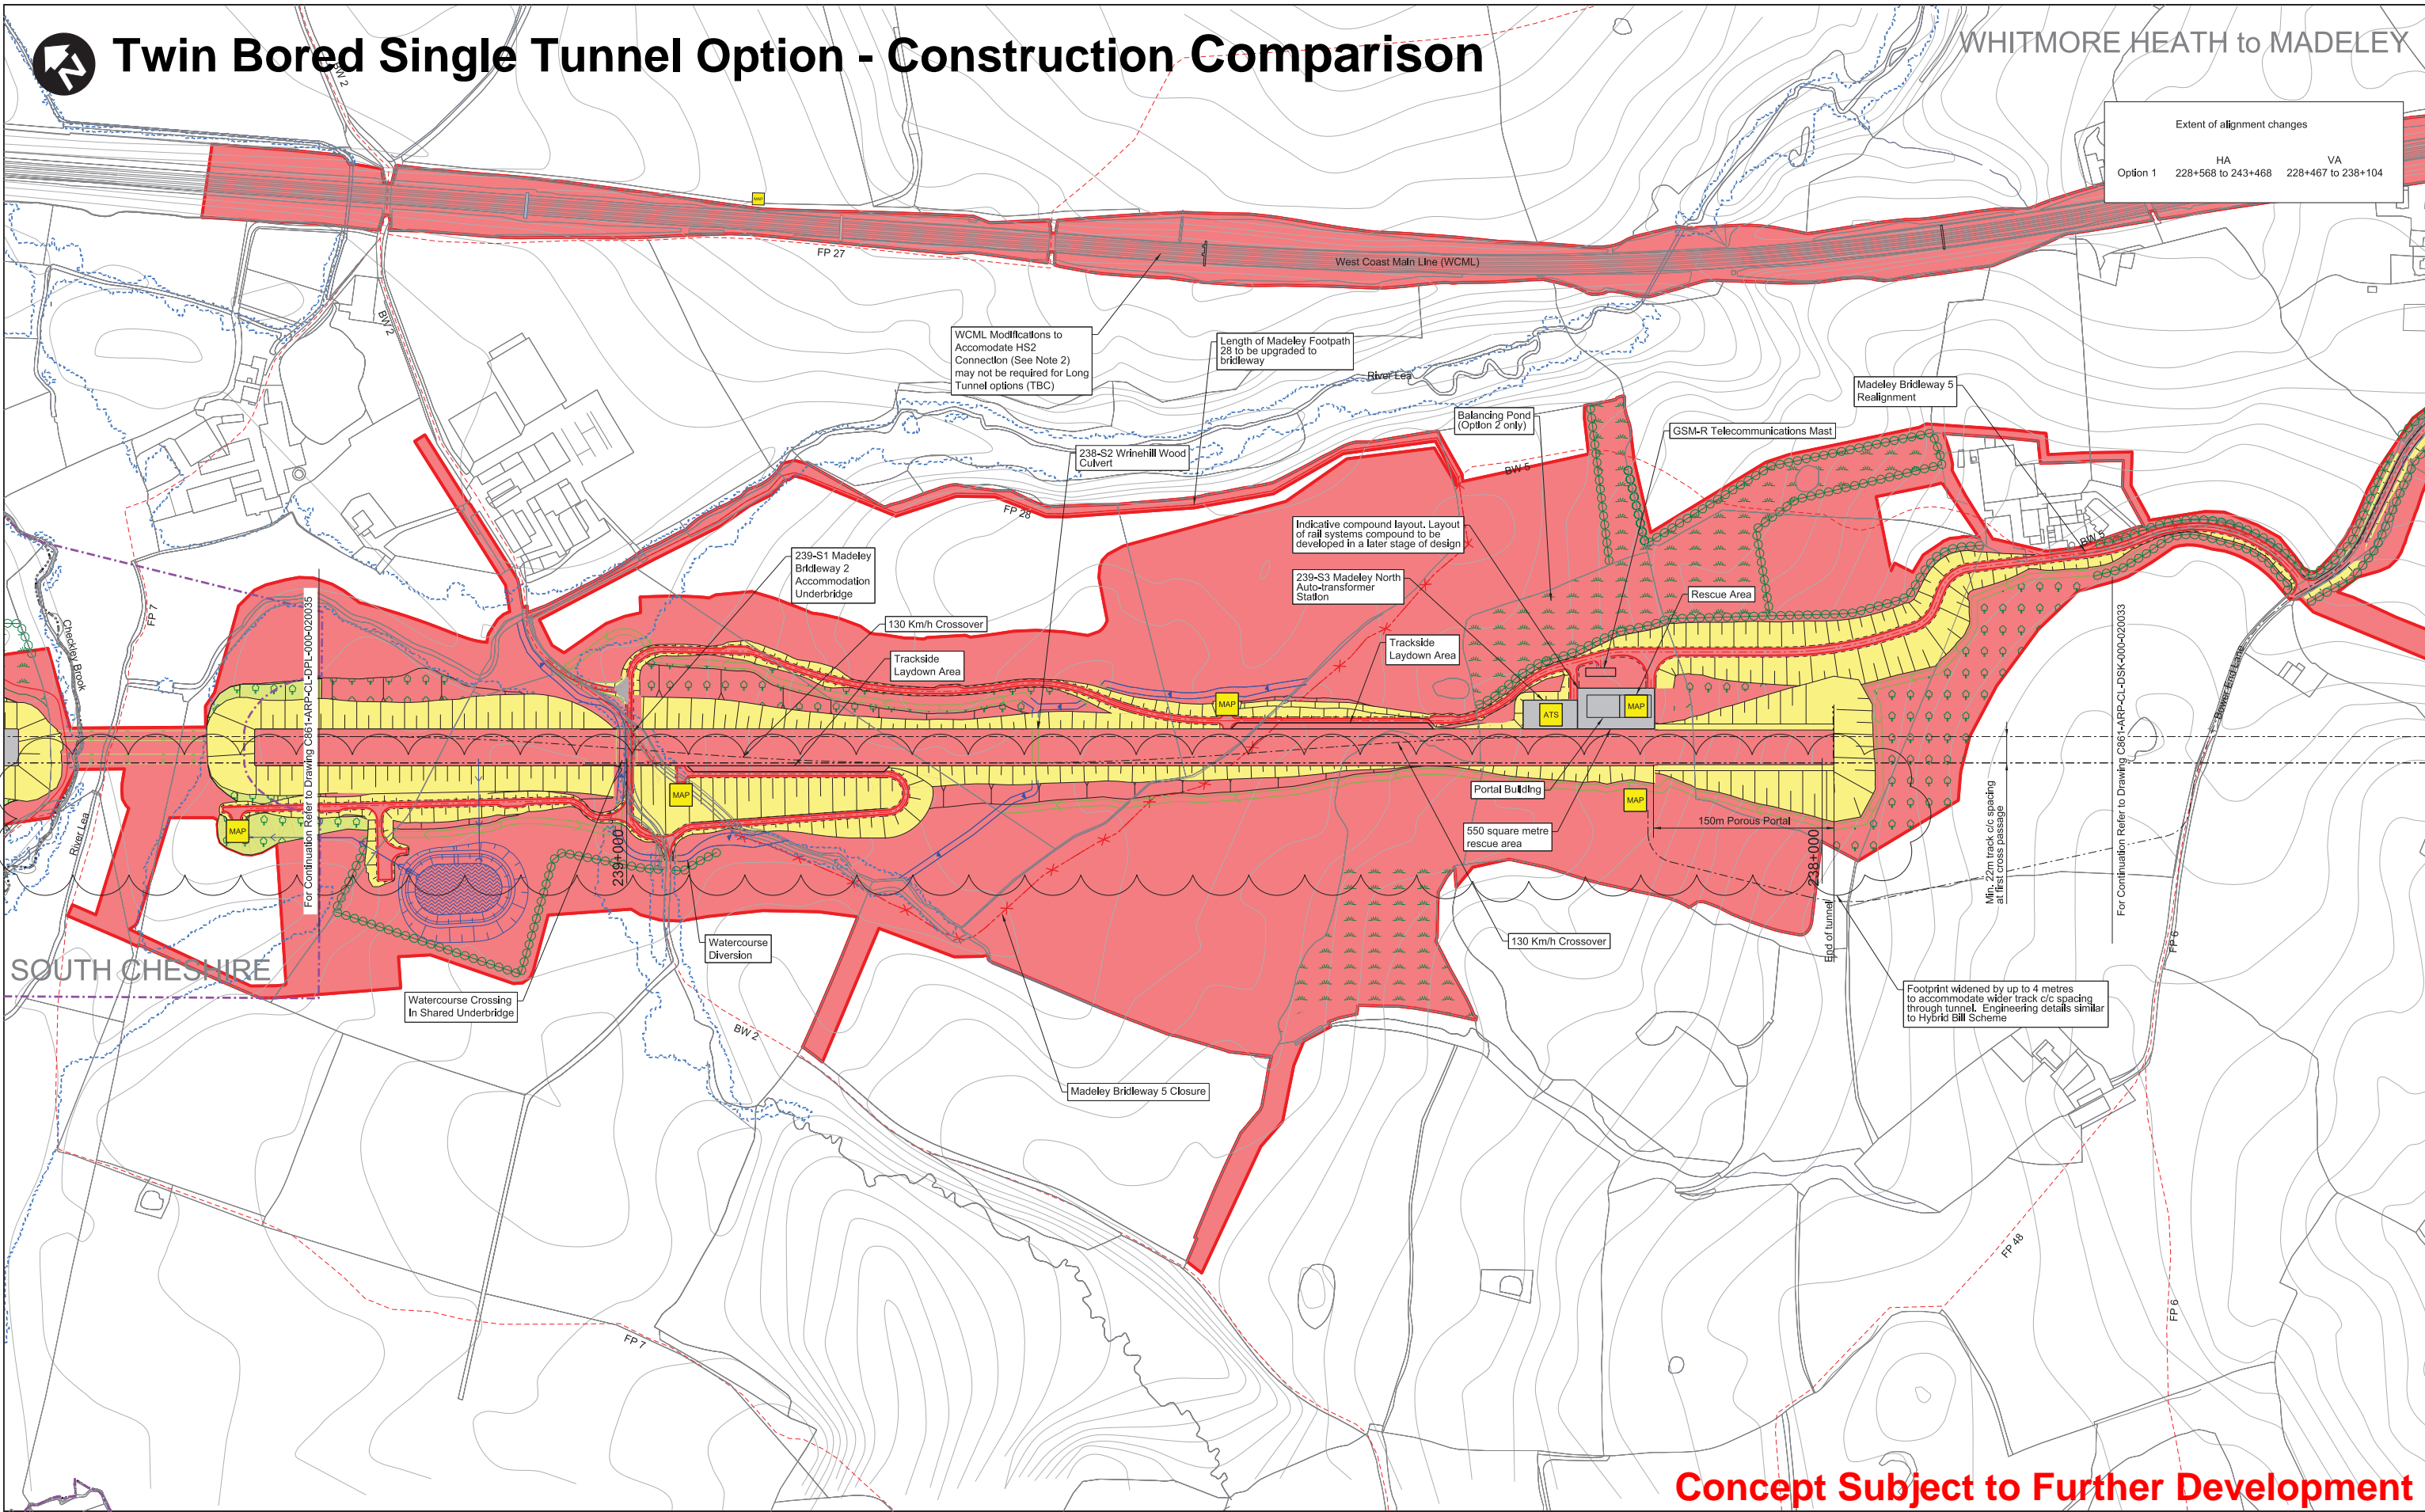 Twin Bored Single Tunnel Option - Construction Comparison
WHITMORE HEATH to MADELEY
Extent of alignment changes
HA VA
Option 1 228+568 to 243+468 228+467 to 238+104
BW 2
MAP
FP 27
West Coast Main Line (WCML)
BW 2
WCML Modifications to
Accomodate HS2
Connection (See Note 2)
may not be required for Long
Tunnel options (TBC)
Length of Madeley Footpath
28 to be upgraded to
bridleway
River Lea
Madeley Bridleway 5
Realignment
Balancing Pond
(Option 2 only)
GSM-R Telecommunications Mast
238-S2 Wrinehill Wood
Culvert
BW 5
FP 28
Indicative compound layout. Layout
of rail systems compound to be
developed in a later stage of design
BW 5
239-S1 Madeley
Bridleway 2
Accommodation
Underbridge
239-S3 Madeley North
Auto-transformer
Station
Rescue Area
FP 7
Checkley Brook
For Continuation Refer to Drawing C861-ARP-CL-DPL-000-020035
130 Km/h Crossover
Trackside
Laydown Area
Trackside
Laydown Area
Bower End Lane
MAP
ATS
MAP
MAP
Portal Building
MAP
MAP
150m Porous Portal
550 square metre
rescue area
River Lea
239+000
238+000
Min. 22m track c/c spacing
at first cross passage
For Continuation Refer to Drawing C861-ARP-CL-DSK-000-020033
End of tunnel
FP 6
Watercourse
Diversion
130 Km/h Crossover
SOUTH CHESHIRE
Watercourse Crossing
In Shared Underbridge
Footprint widened by up to 4 metres
to accommodate wider track c/c spacing
through tunnel. Engineering details similar
to Hybrid Bill Scheme
BW 2
Madeley Bridleway 5 Closure
FP 48
FP 6
FP 7
Concept Subject to Further Development